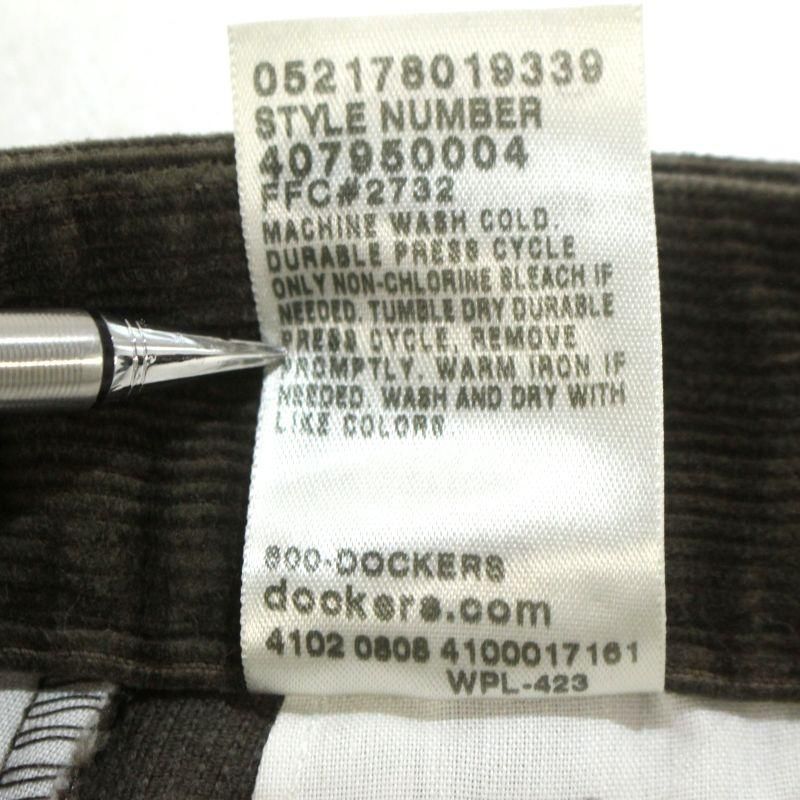 052178019339
STYLE NUMBER
407950004
FFC#2732
MACHINE WASH COLD.
DURABLE PRESS CYCLE
ONLY NON-CHLORINE BLEACH IF
NEEDED. TUMBLE DRY DURABLE
PRESS CYCLE, REMOVE
PROMPTLY. WARM IRON IF
NEEDED. WASH AND DRY WITH
LIKE COLORS.
800-DOCKERS
dockers.com
4102 0808 4100017161
WPL-423